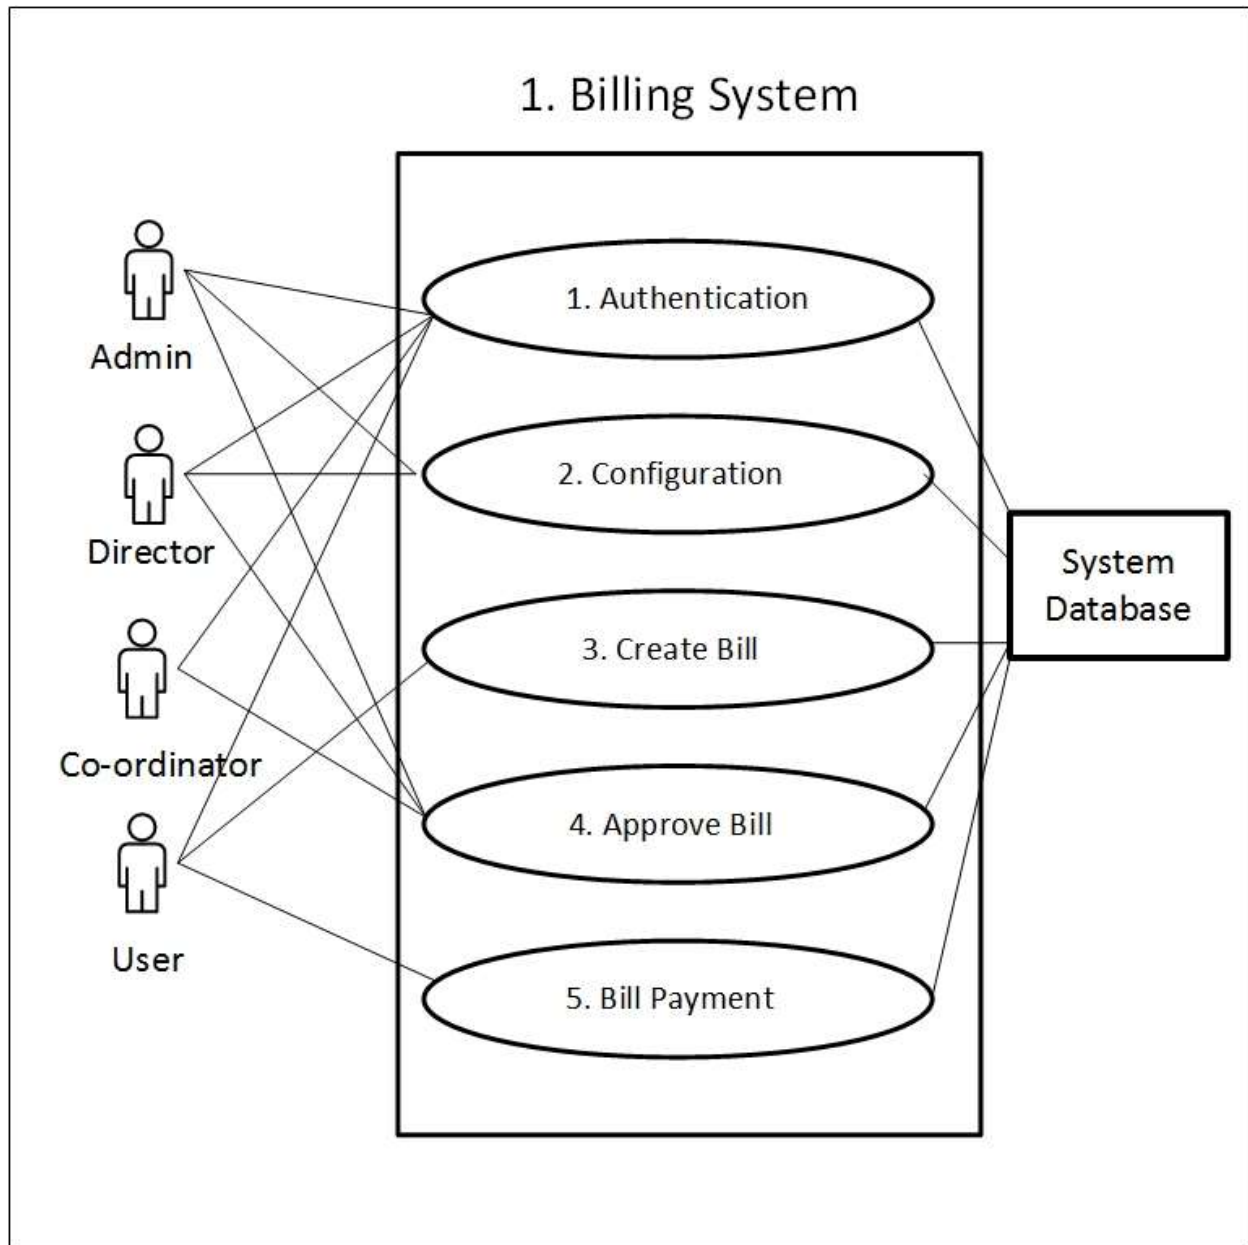 1. Billing System
Admin
Director
Co-ordinator
User
1. Authentication
2. Configuration
3. Create Bill
4. Approve Bill
5. Bill Payment
System
Database